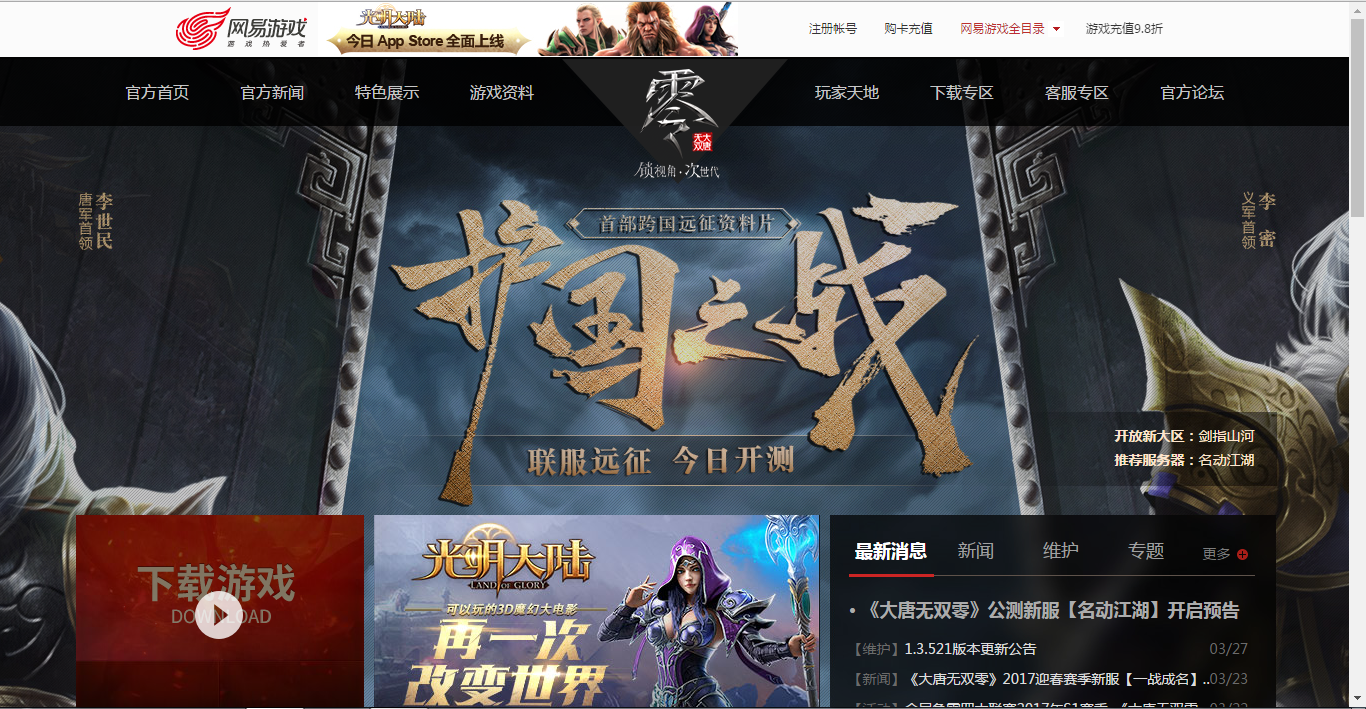 网易游戏
游戏热爱者
光明大陆
今日 App Store 全面上线
注册帐号 购卡充值 网易游戏全目录 游戏充值9.8折
官方首页 官方新闻 特色展示 游戏资料 玩家天地 下载专区 客服专区 官方论坛
零
大唐无双
锁视角·次世代
李世民
唐军首领
李密
义军首领
首部跨国远征资料片
护国之战
联服远征 今日开测
开放新大区：剑指山河
推荐服务器：名动江湖
下载游戏
DOWNLOAD
光明大陆
LAND OF GLORY
可以玩的3D魔幻大电影
再一次
改变世界
最新消息 新闻 维护 专题 更多
• 《大唐无双零》公测新服【名动江湖】开启预告
【维护】1.3.521版本更新公告 03/27
【新闻】《大唐无双零》2017迎春赛季新服【一战成名】..03/23